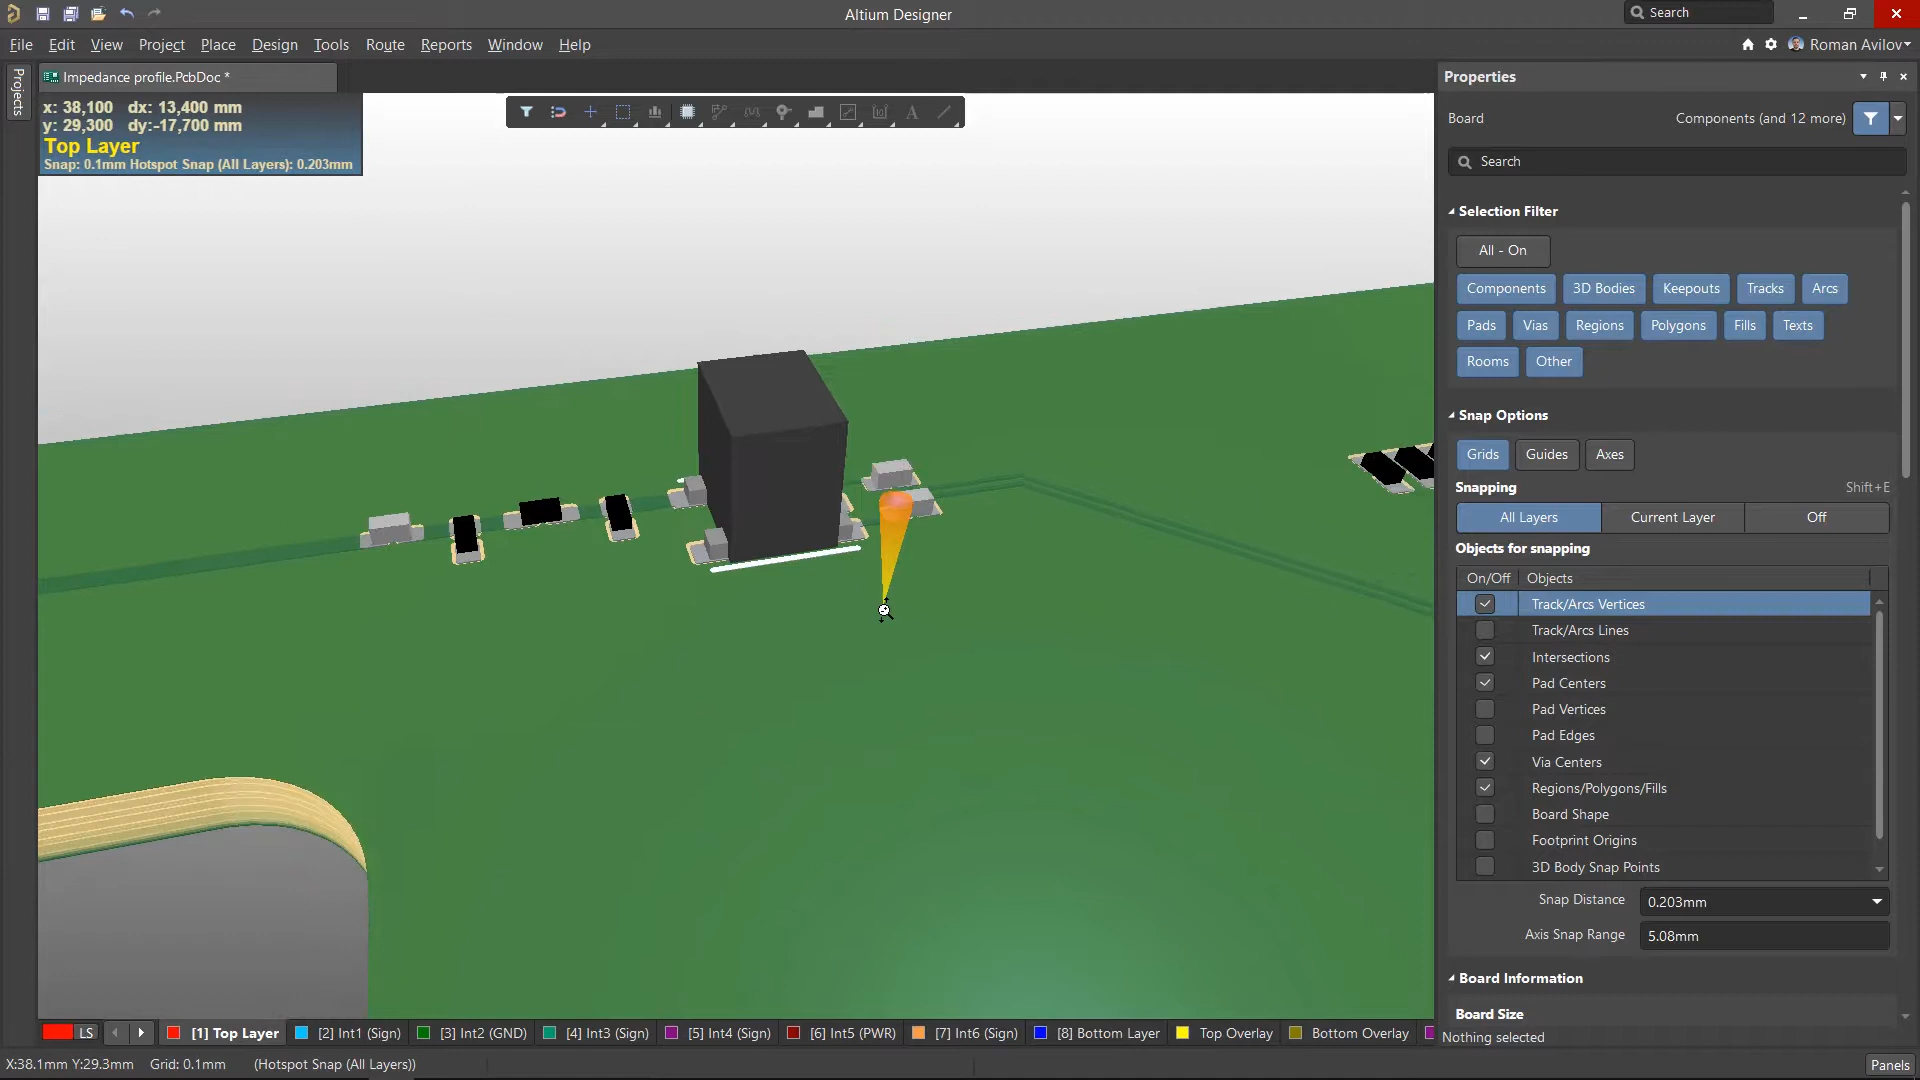 Altium Designer
Search
File Edit View Project Place Design Tools Route Reports Window Help
Roman Avilov
Projects
Impedance profile.PcbDoc *
x: 38,100 dx: 13,400 mm
y: 29,300 dy:-17,700 mm
Top Layer
Snap: 0.1mm Hotspot Snap (All Layers): 0.203mm
Properties
Board
Components (and 12 more)
Search
Selection Filter
All - On
Components 3D Bodies Keepouts Tracks Arcs
Pads Vias Regions Polygons Fills Texts
Rooms Other
Snap Options
Grids Guides Axes
Snapping Shift+E
All Layers Current Layer Off
Objects for snapping
On/Off Objects
Track/Arcs Vertices
Track/Arcs Lines
Intersections
Pad Centers
Pad Vertices
Pad Edges
Via Centers
Regions/Polygons/Fills
Board Shape
Footprint Origins
3D Body Snap Points
Snap Distance 0.203mm
Axis Snap Range 5.08mm
Board Information
Board Size
Nothing selected
LS [1] Top Layer [2] Int1 (Sign) [3] Int2 (GND) [4] Int3 (Sign) [5] Int4 (Sign) [6] Int5 (PWR) [7] Int6 (Sign) [8] Bottom Layer Top Overlay Bottom Overlay
X:38.1mm Y:29.3mm Grid: 0.1mm (Hotspot Snap (All Layers))
Panels